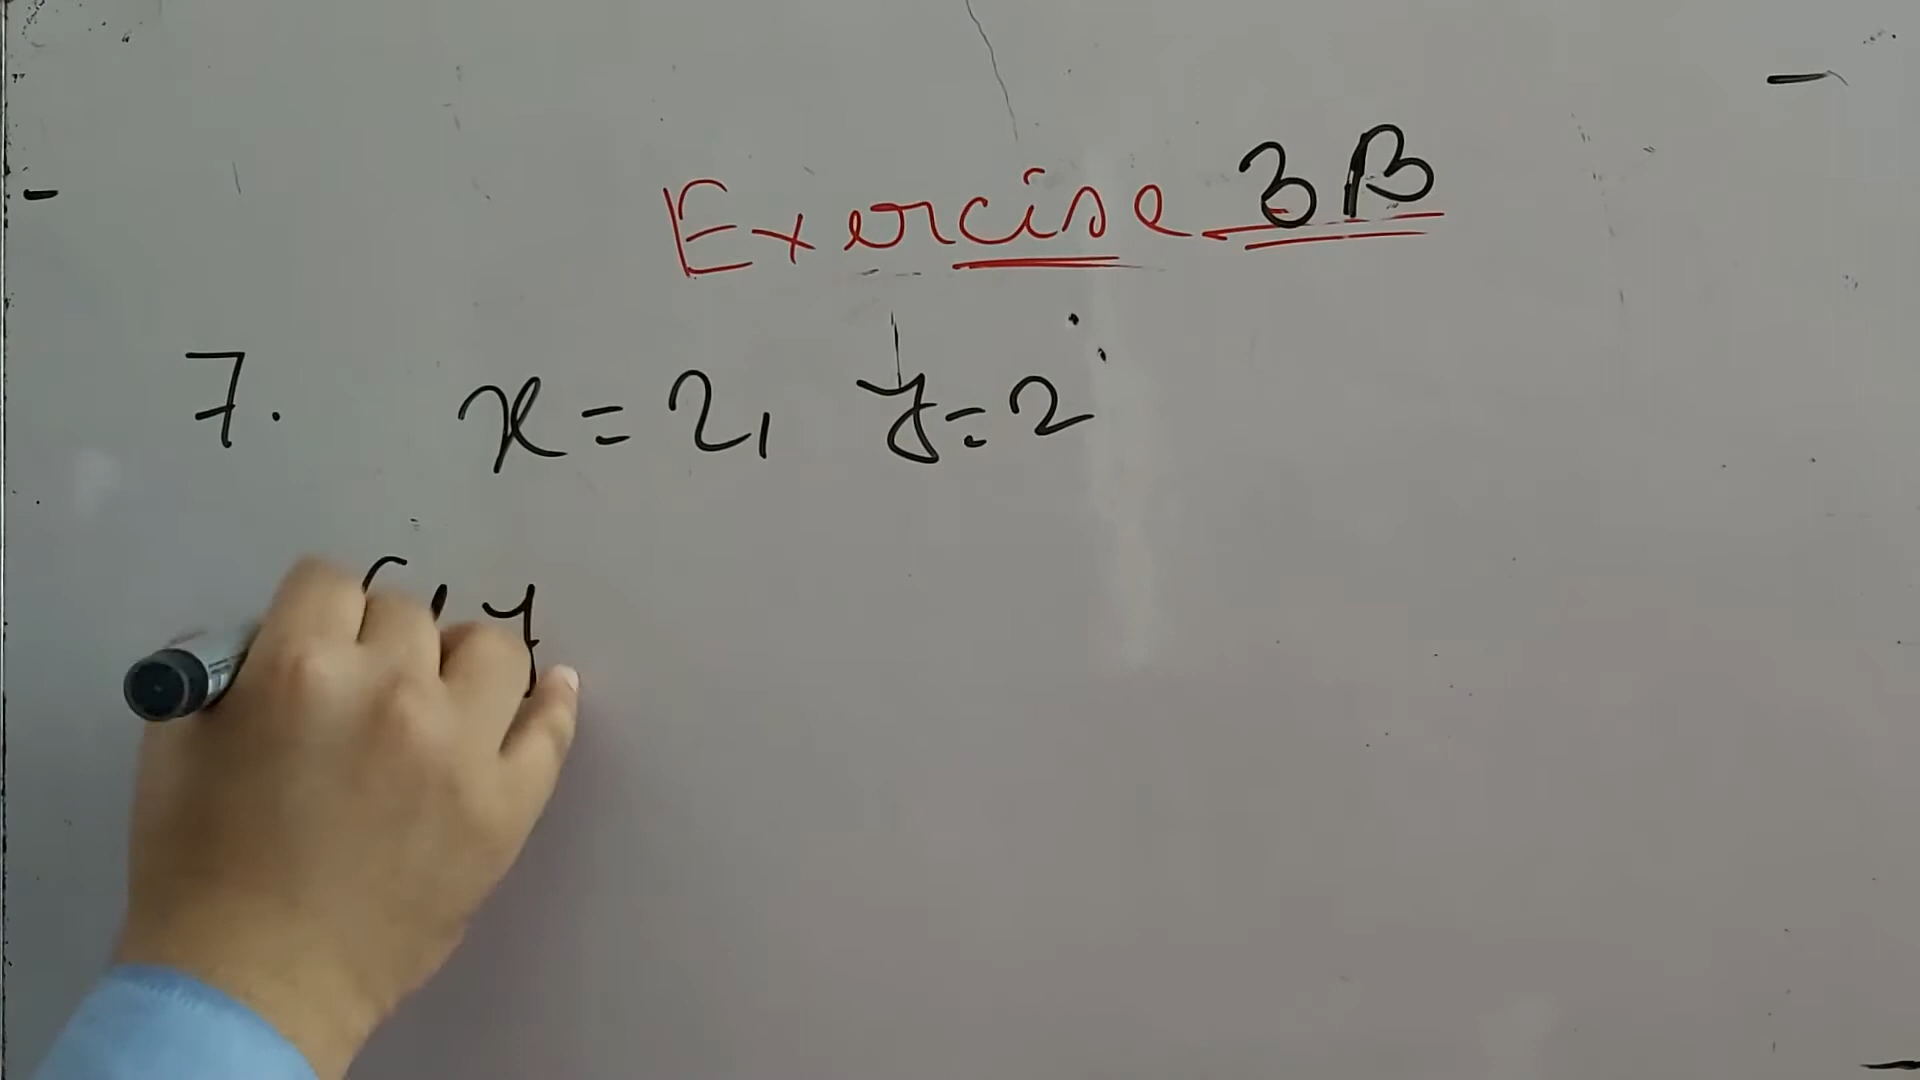 Exercise 3B
7. x = 2, y = 2
y